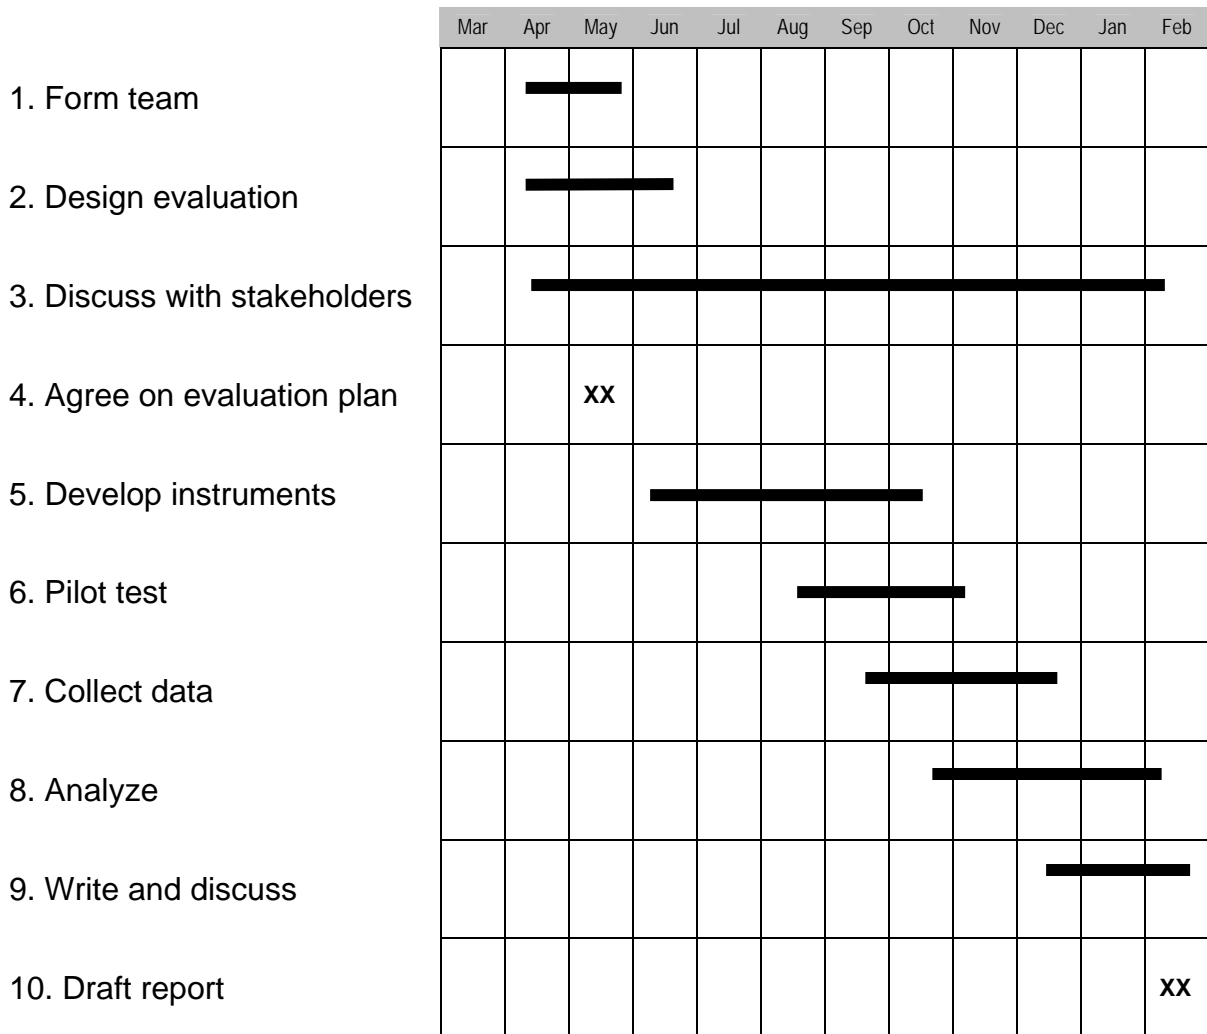 Mar Apr May Jun Jul Aug Sep Oct Nov Dec Jan Feb
1. Form team
2. Design evaluation
3. Discuss with stakeholders
4. Agree on evaluation plan XX
5. Develop instruments
6. Pilot test
7. Collect data
8. Analyze
9. Write and discuss
10. Draft report XX